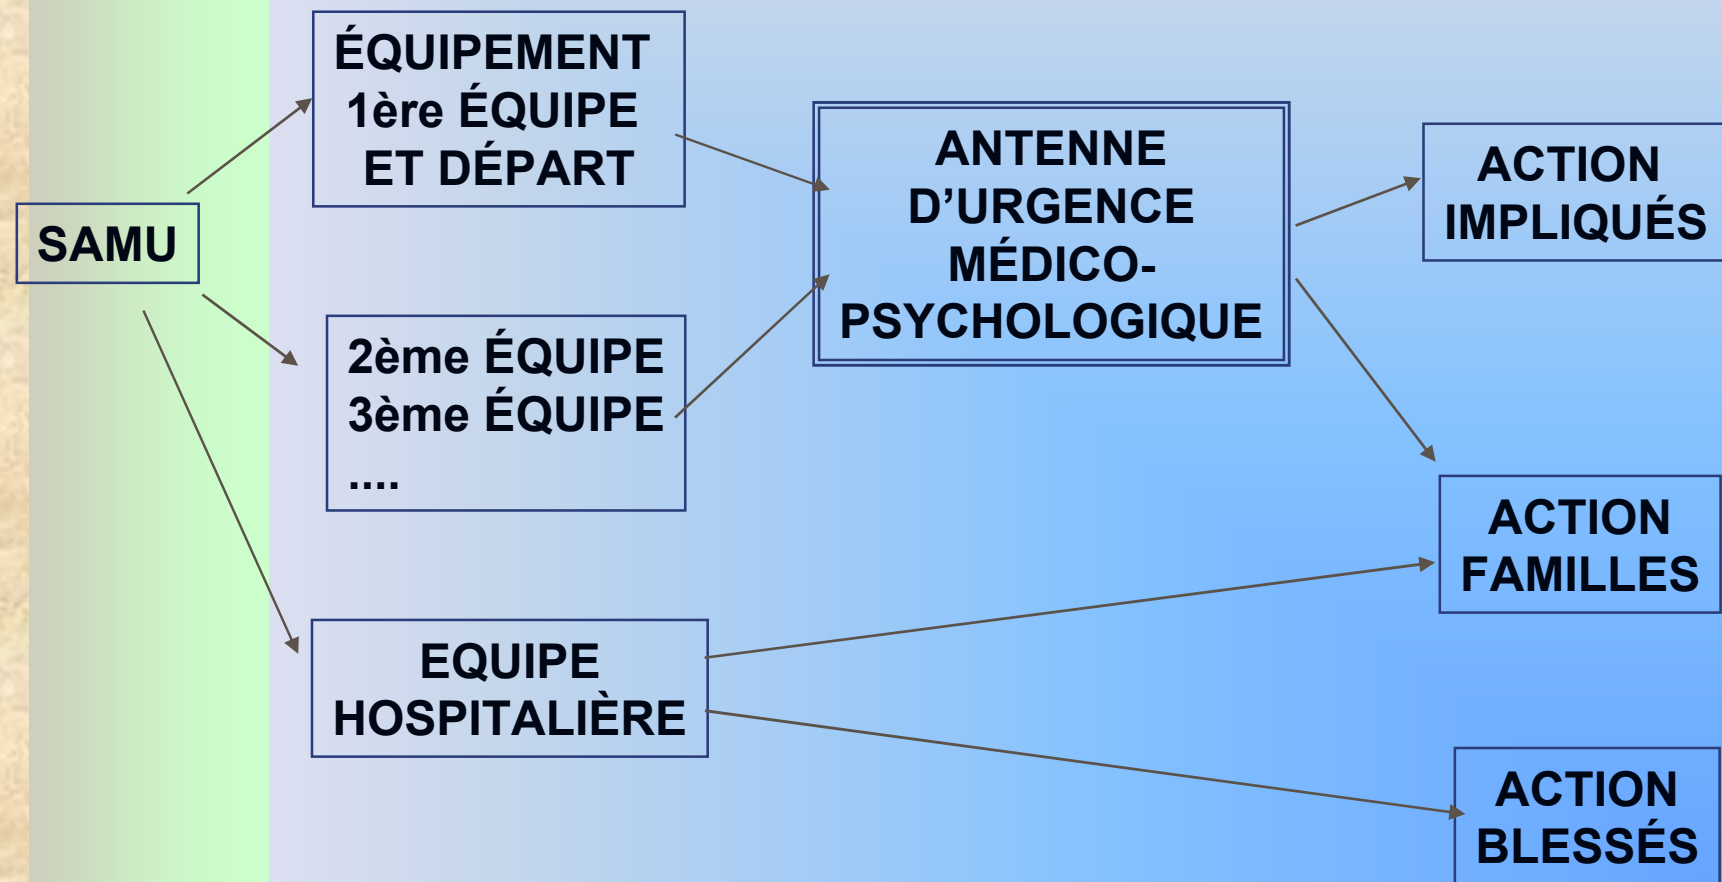 SAMU
ÉQUIPEMENT
1ère ÉQUIPE
ET DÉPART
2ème ÉQUIPE
3ème ÉQUIPE
....
EQUIPE
HOSPITALIÈRE
ANTENNE
D’URGENCE
MÉDICO-
PSYCHOLOGIQUE
ACTION
IMPLIQUÉS
ACTION
FAMILLES
ACTION
BLESSÉS